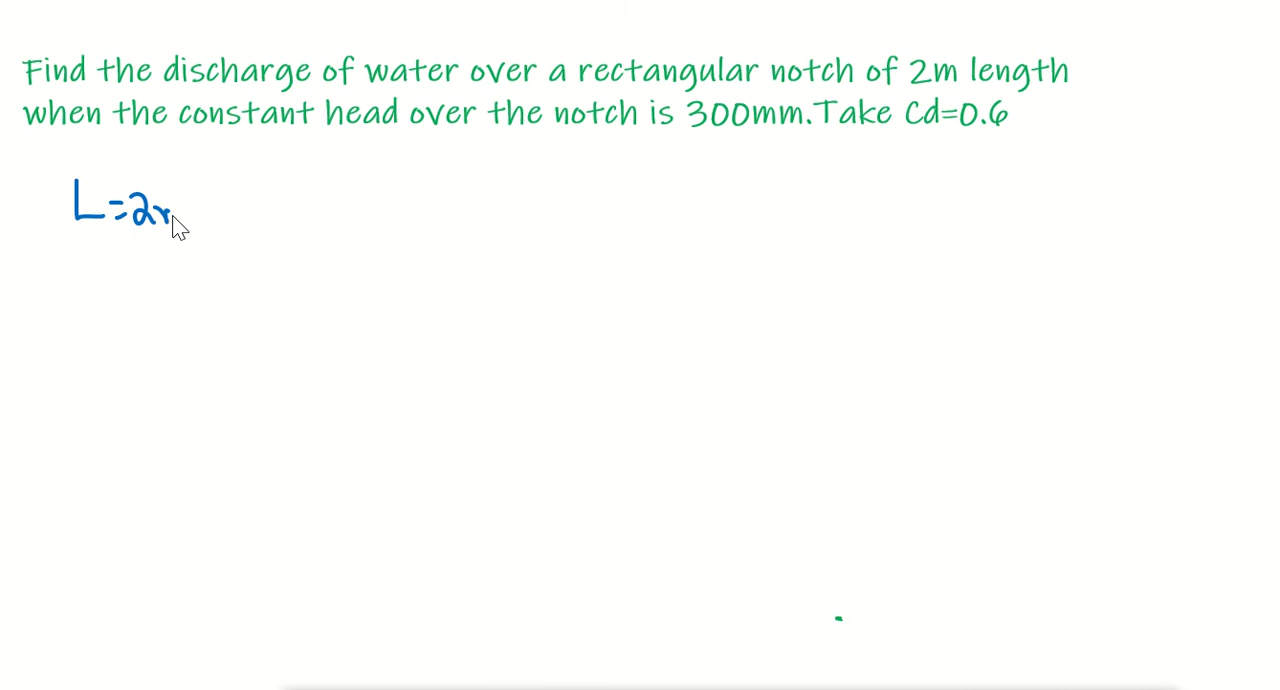 Find the discharge of water over a rectangular notch of 2m length
when the constant head over the notch is 300mm.Take Cd=0.6
L=2